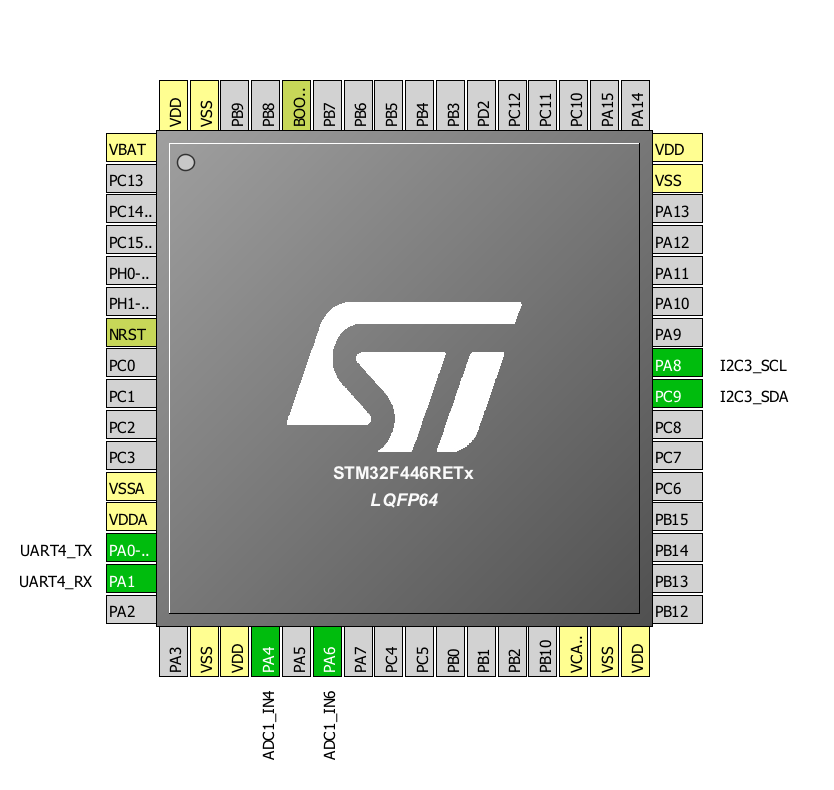 VDD
VSS
PB9
PB8
BOO..
PB7
PB6
PB5
PB4
PB3
PD2
PC12
PC11
PC10
PA15
PA14
VBAT
PC13
PC14..
PC15..
PH0-..
PH1-..
NRST
PC0
PC1
PC2
PC3
VSSA
VDDA
UART4_TX PA0-..
UART4_RX PA1
PA2
ST
STM32F446RETx
LQFP64
VDD
VSS
PA13
PA12
PA11
PA10
PA9
PA8 I2C3_SCL
PC9 I2C3_SDA
PC8
PC7
PC6
PB15
PB14
PB13
PB12
PA3
VSS
VDD
PA4
PA5
PA6
PA7
PC4
PC5
PB0
PB1
PB2
PB10
VCA..
VSS
VDD
ADC1_IN4
ADC1_IN6